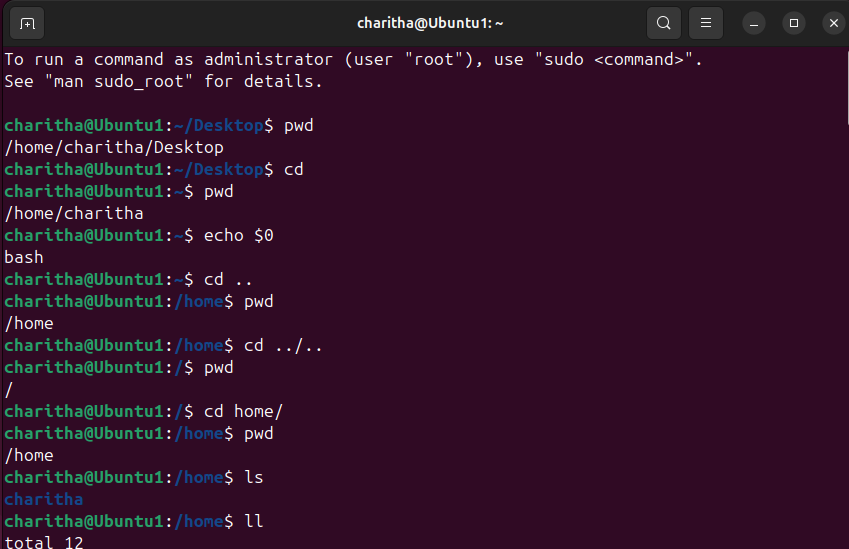 charitha@Ubuntu1: ~
To run a command as administrator (user "root"), use "sudo <command>".
See "man sudo_root" for details.
charitha@Ubuntu1:~/Desktop$ pwd
/home/charitha/Desktop
charitha@Ubuntu1:~/Desktop$ cd
charitha@Ubuntu1:~$ pwd
/home/charitha
charitha@Ubuntu1:~$ echo $0
bash
charitha@Ubuntu1:~$ cd ..
charitha@Ubuntu1:/home$ pwd
/home
charitha@Ubuntu1:/home$ cd ../..
charitha@Ubuntu1:/$ pwd
/
charitha@Ubuntu1:/$ cd home/
charitha@Ubuntu1:/home$ pwd
/home
charitha@Ubuntu1:/home$ ls
charitha
charitha@Ubuntu1:/home$ ll
total 12